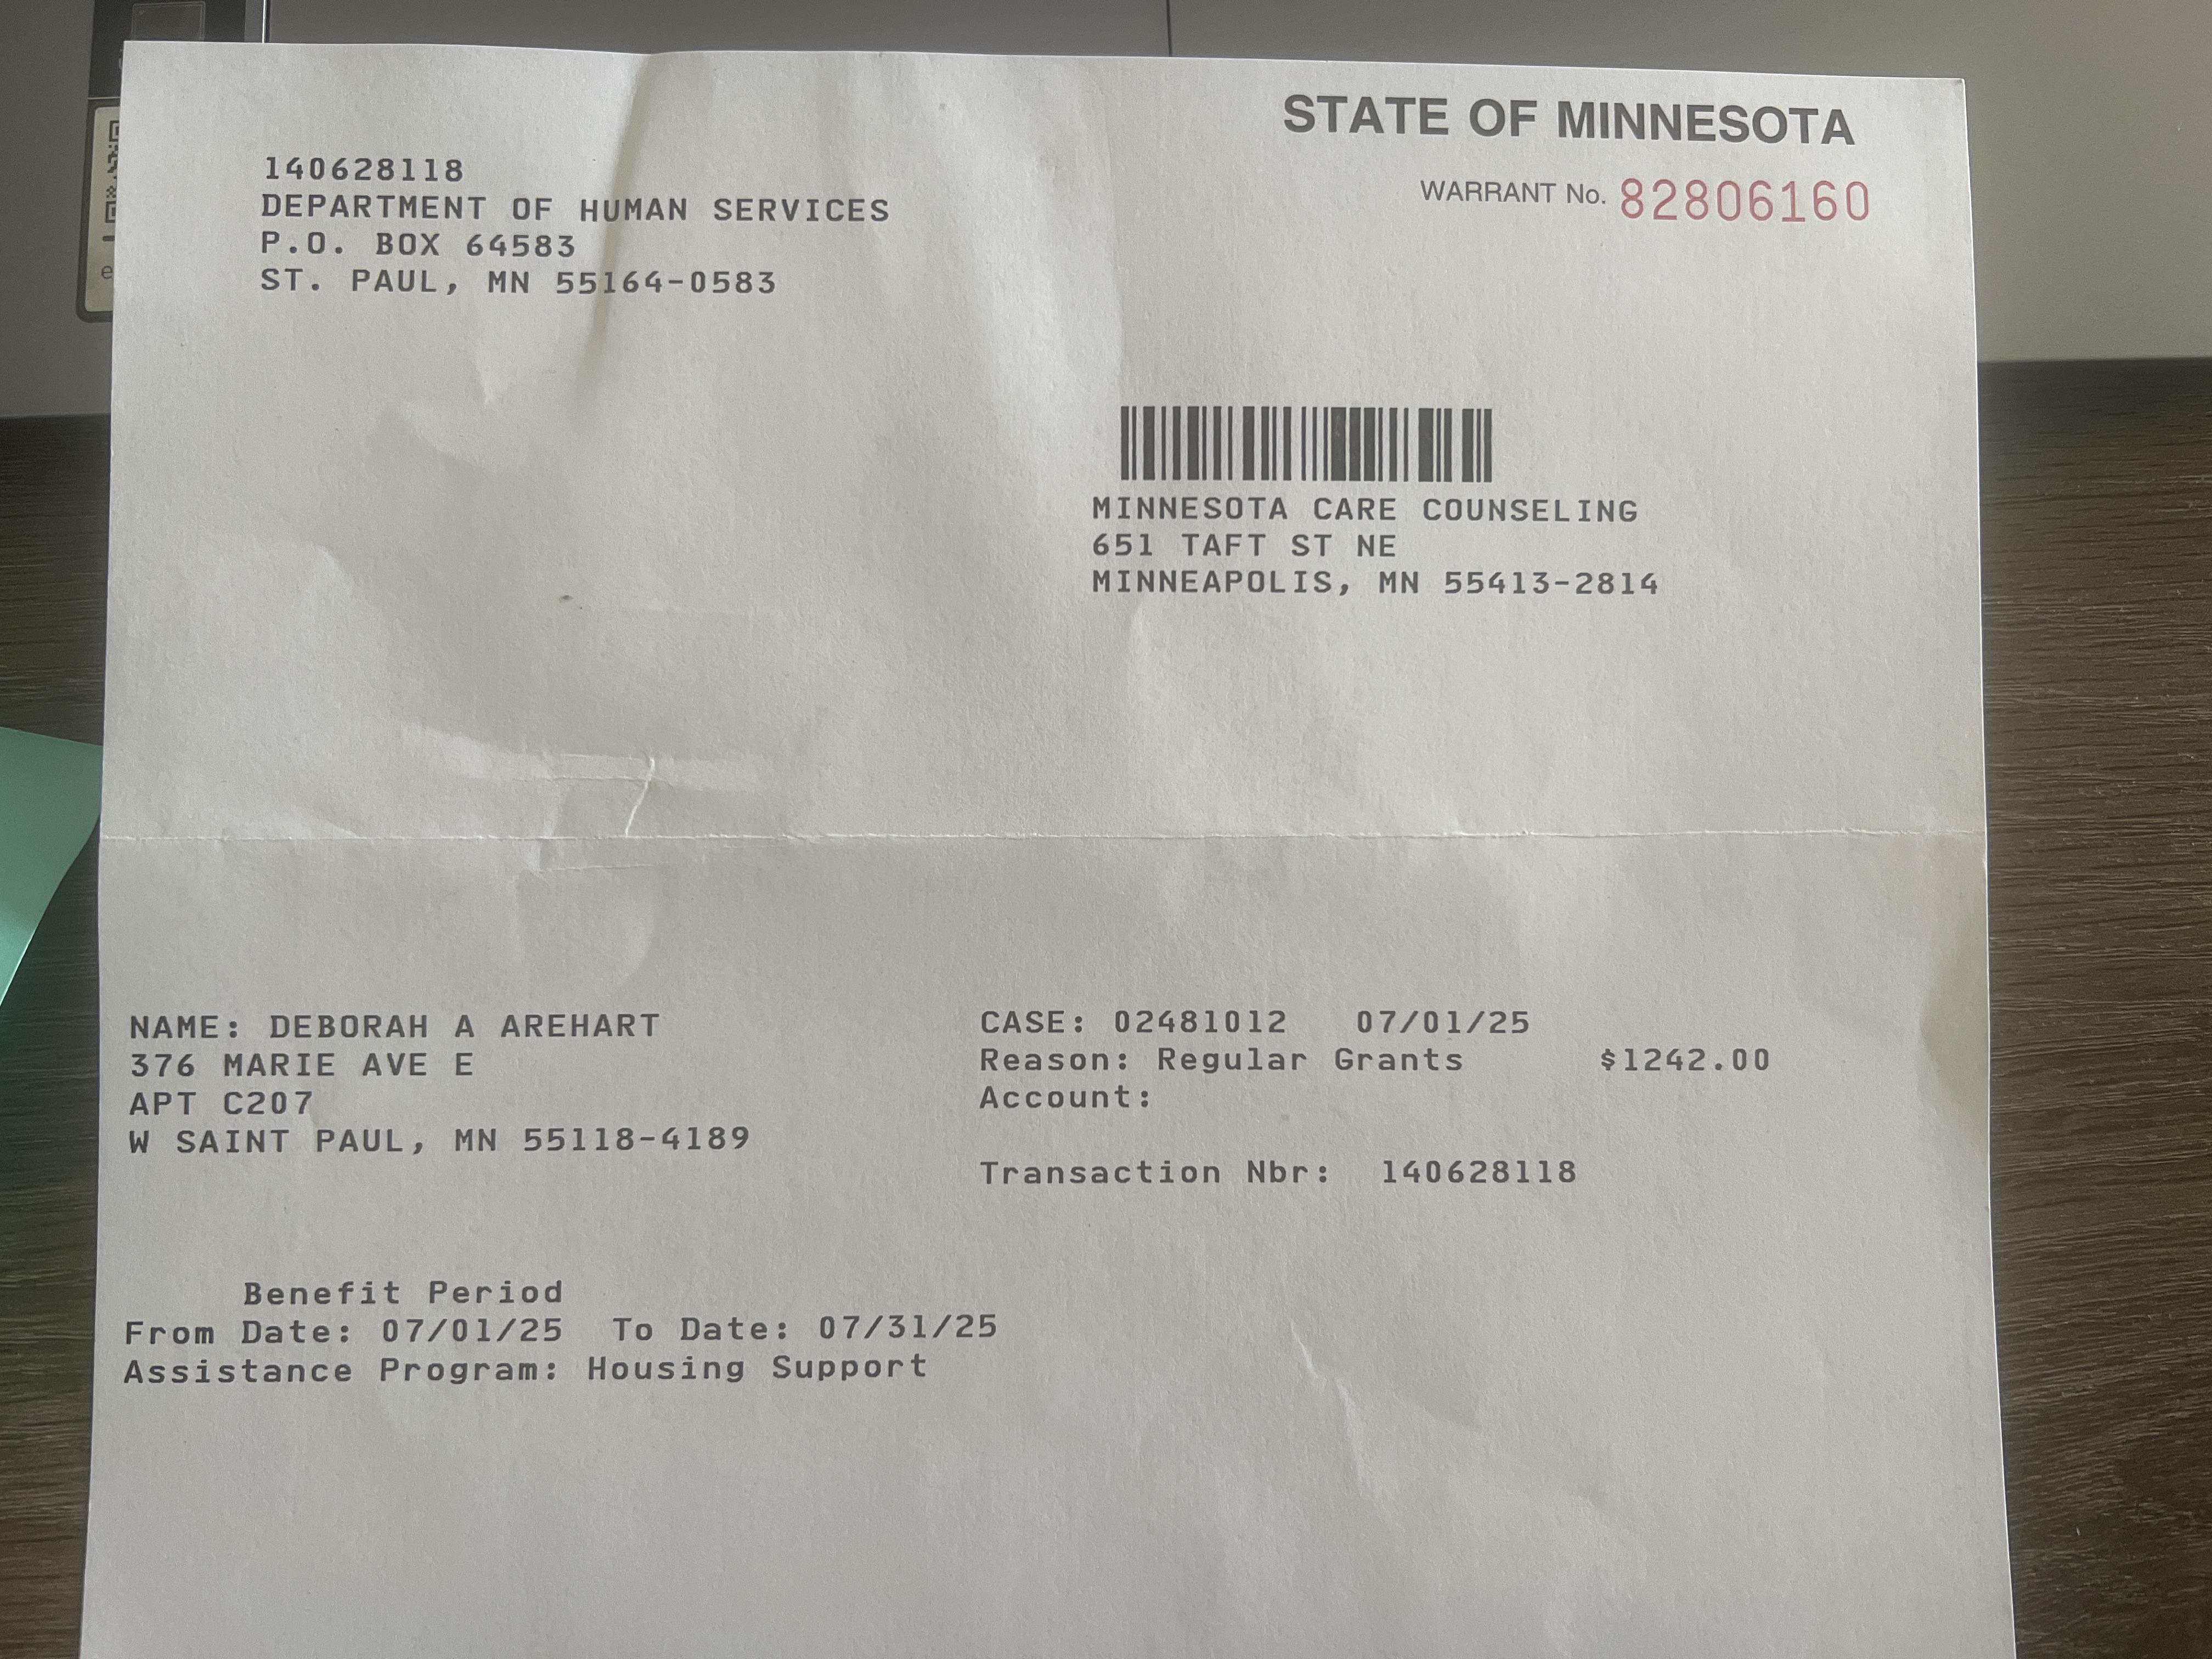 STATE OF MINNESOTA
WARRANT No. 82806160
140628118
DEPARTMENT OF HUMAN SERVICES
P.O. BOX 64583
ST. PAUL, MN 55164-0583
MINNESOTA CARE COUNSELING
651 TAFT ST NE
MINNEAPOLIS, MN 55413-2814
NAME: DEBORAH A AREHART
376 MARIE AVE E
APT C207
W SAINT PAUL, MN 55118-4189
CASE: 02481012 07/01/25
Reason: Regular Grants $1242.00
Account:
Transaction Nbr: 140628118
Benefit Period
From Date: 07/01/25 To Date: 07/31/25
Assistance Program: Housing Support